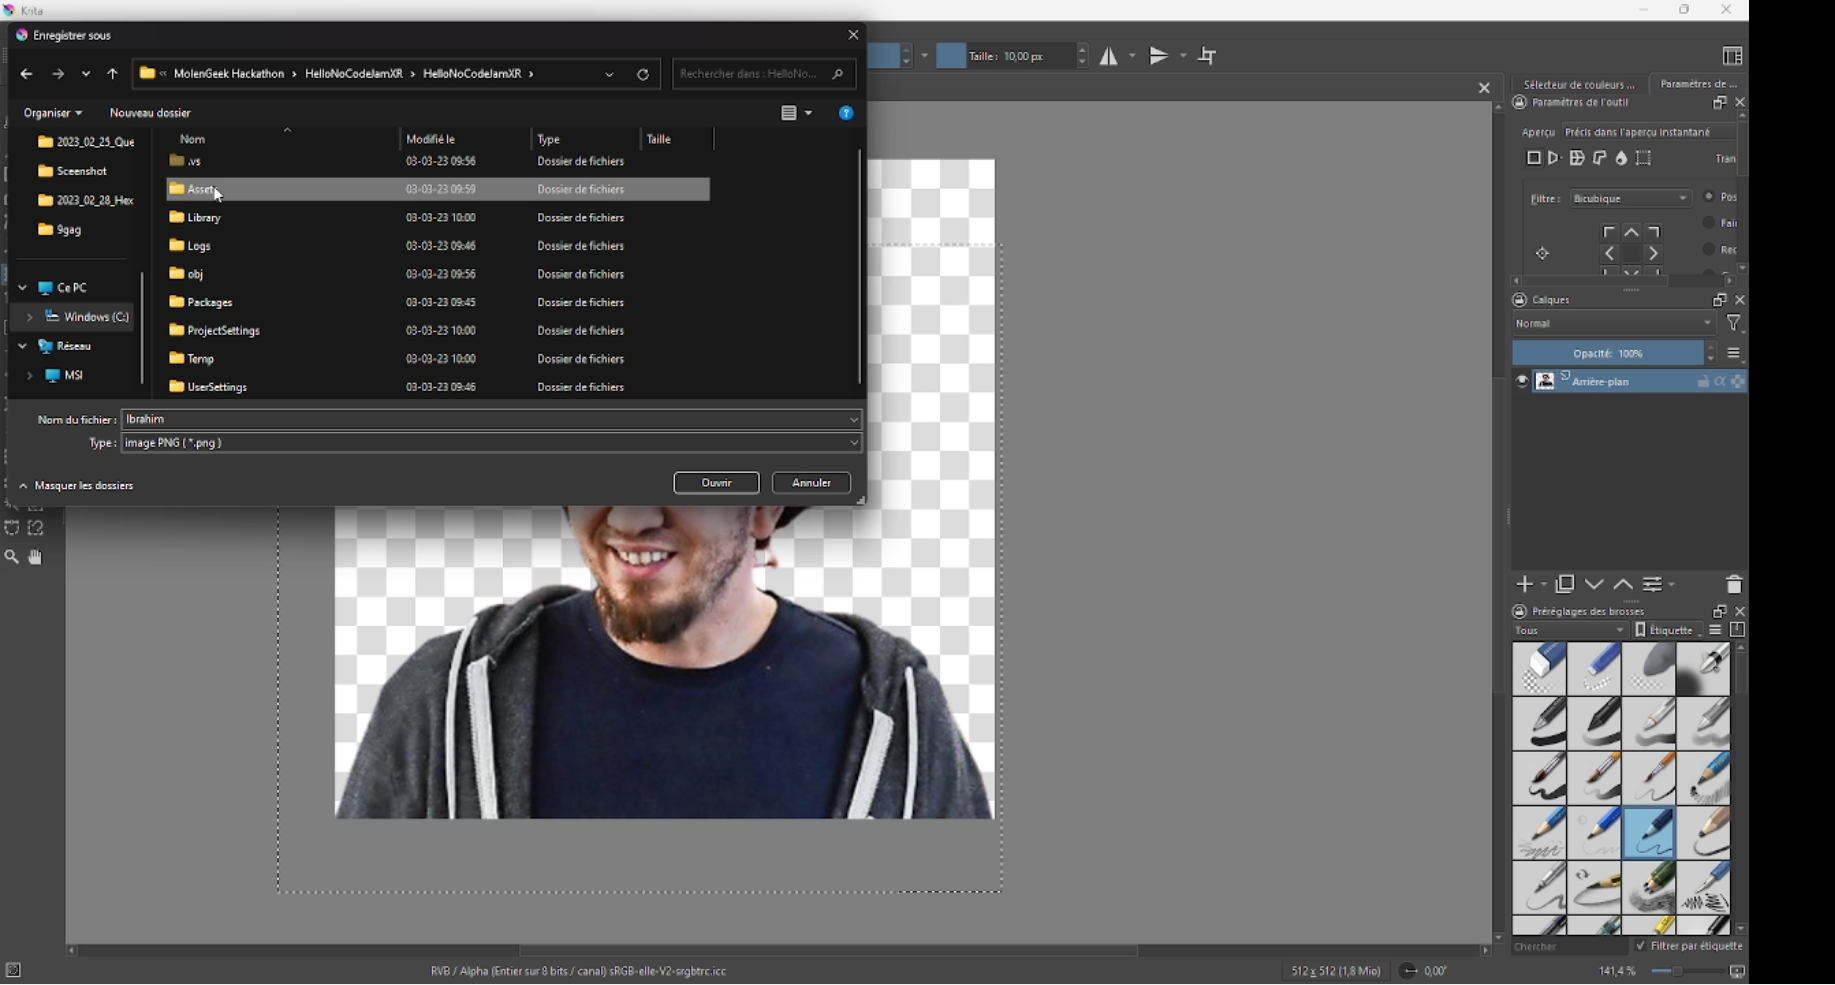 Krita
Enregistrer sous
« MolenGeek Hackathon › HelloNoCodeJamXR › HelloNoCodeJamXR ›
Rechercher dans : HelloNo...
Taille : 10,00 px
Organiser
Nouveau dossier
Nom
Modifié le
Type
Taille
2023_02_25_Que
Sceenshot
2023_02_28_Hex
9gag
Ce PC
Windows (C:)
Réseau
MSI
.vs 03-03-23 09:56 Dossier de fichiers
Assets 03-03-23 09:59 Dossier de fichiers
Library 03-03-23 10:00 Dossier de fichiers
Logs 03-03-23 09:46 Dossier de fichiers
obj 03-03-23 09:56 Dossier de fichiers
Packages 03-03-23 09:45 Dossier de fichiers
ProjectSettings 03-03-23 10:00 Dossier de fichiers
Temp 03-03-23 10:00 Dossier de fichiers
UserSettings 03-03-23 09:46 Dossier de fichiers
Nom du fichier : Ibrahim
Type : image PNG ( *.png )
Masquer les dossiers
Ouvrir
Annuler
Sélecteur de couleurs ...
Paramètres de ...
Paramètres de l'outil
Aperçu Précis dans l'aperçu instantané
Tran
Filtre : Bicubique
Pos
Fai
Rec
Calques
Normal
Opacité: 100%
Arrière-plan
Préréglages des brosses
Tous
Étiquette
Chercher
Filtrer par étiquette
RVB / Alpha (Entier sur 8 bits / canal) sRGB-elle-V2-srgbtrc.icc
512 x 512 (1,8 Mio)
0,00°
141,4 %